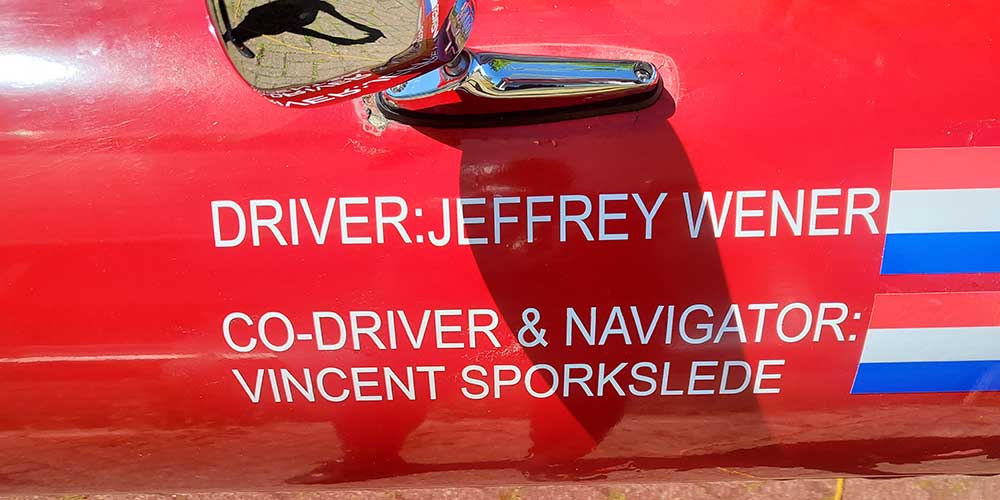 DRIVER:JEFFREY WENER
CO-DRIVER & NAVIGATOR:
VINCENT SPORKSLEDE